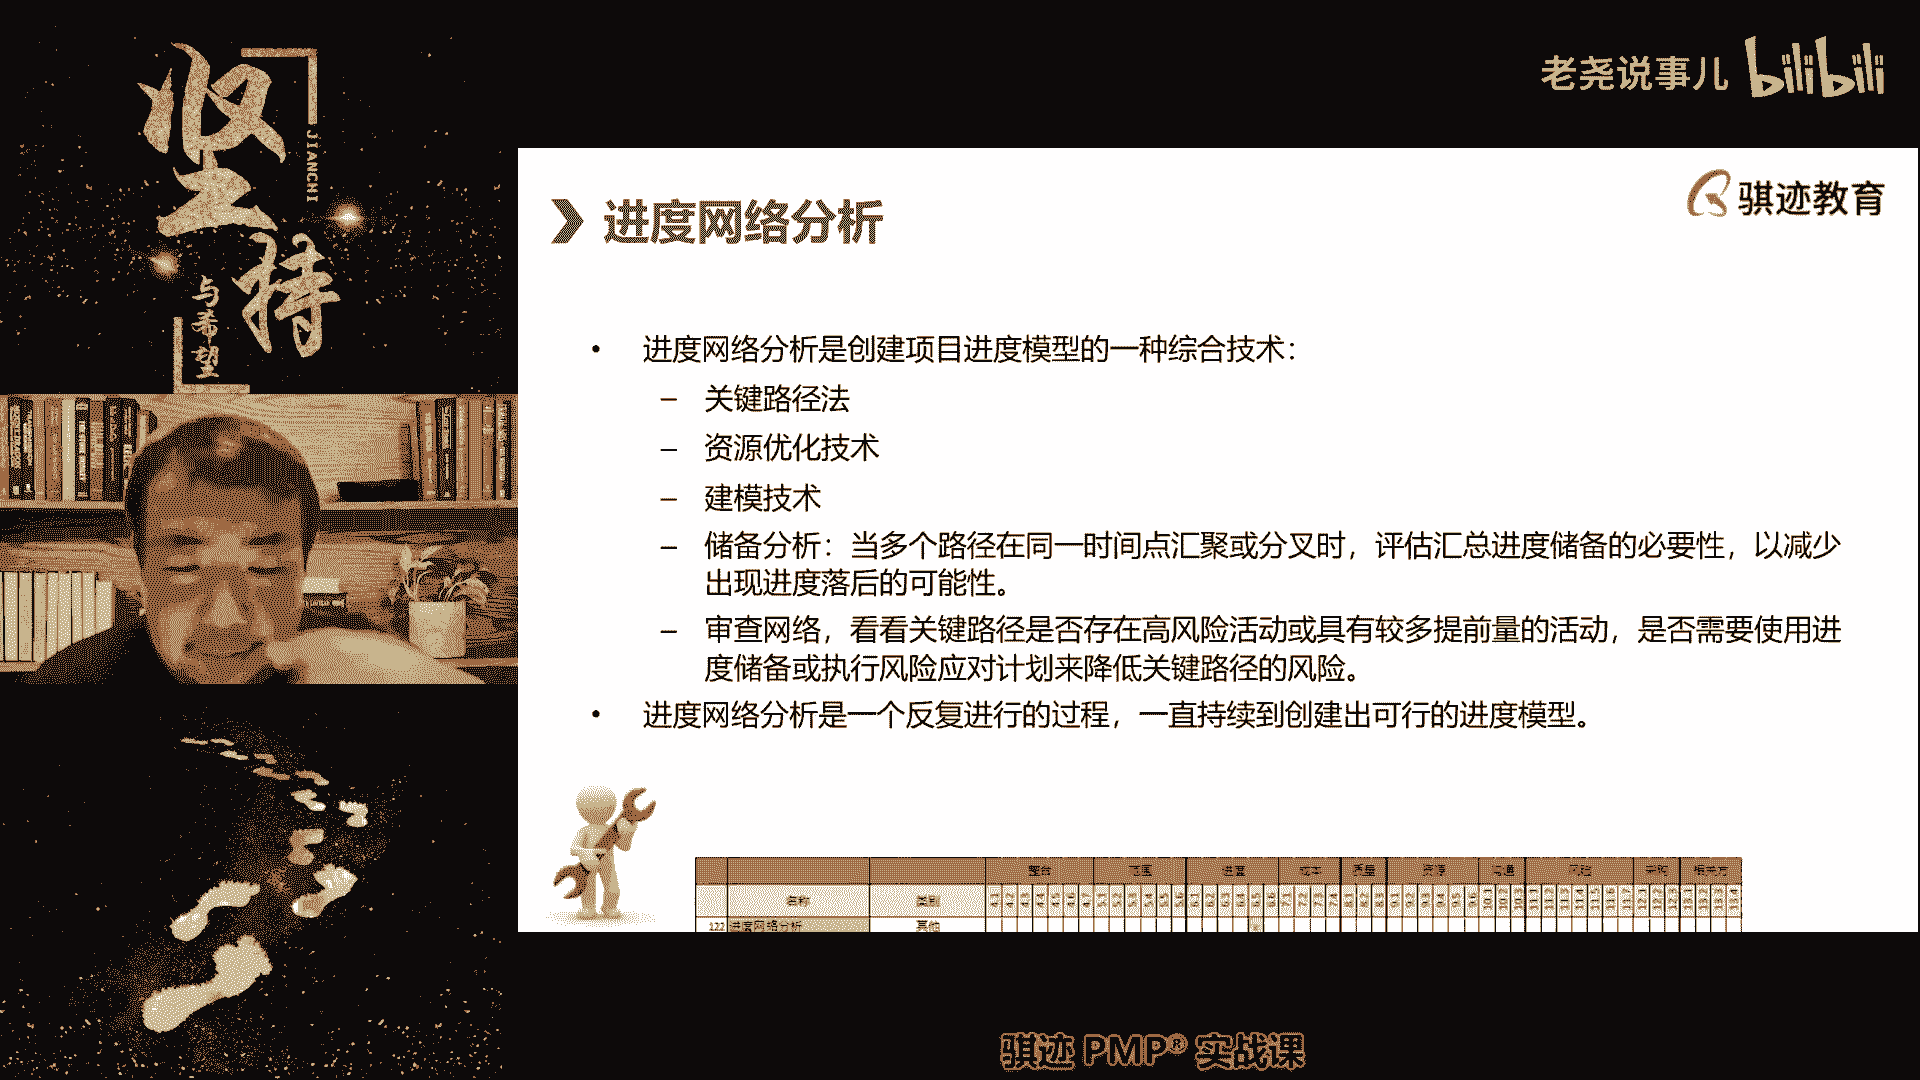 坚持
JIANCHI
与希望
老尧说事儿 bilibili
骐迹教育
进度网络分析
• 进度网络分析是创建项目进度模型的一种综合技术：
– 关键路径法
– 资源优化技术
– 建模技术
– 储备分析：当多个路径在同一时间点汇聚或分叉时，评估汇总进度储备的必要性，以减少
出现进度落后的可能性。
– 审查网络，看看关键路径是否存在高风险活动或具有较多提前量的活动，是否需要使用进
度储备或执行风险应对计划来降低关键路径的风险。
• 进度网络分析是一个反复进行的过程，一直持续到创建出可行的进度模型。
整合 范围 进度 成本 质量 资源 沟通 风险 采购 相关方
名称 类别
122 进度网络分析 其他
骐迹 PMP® 实战课